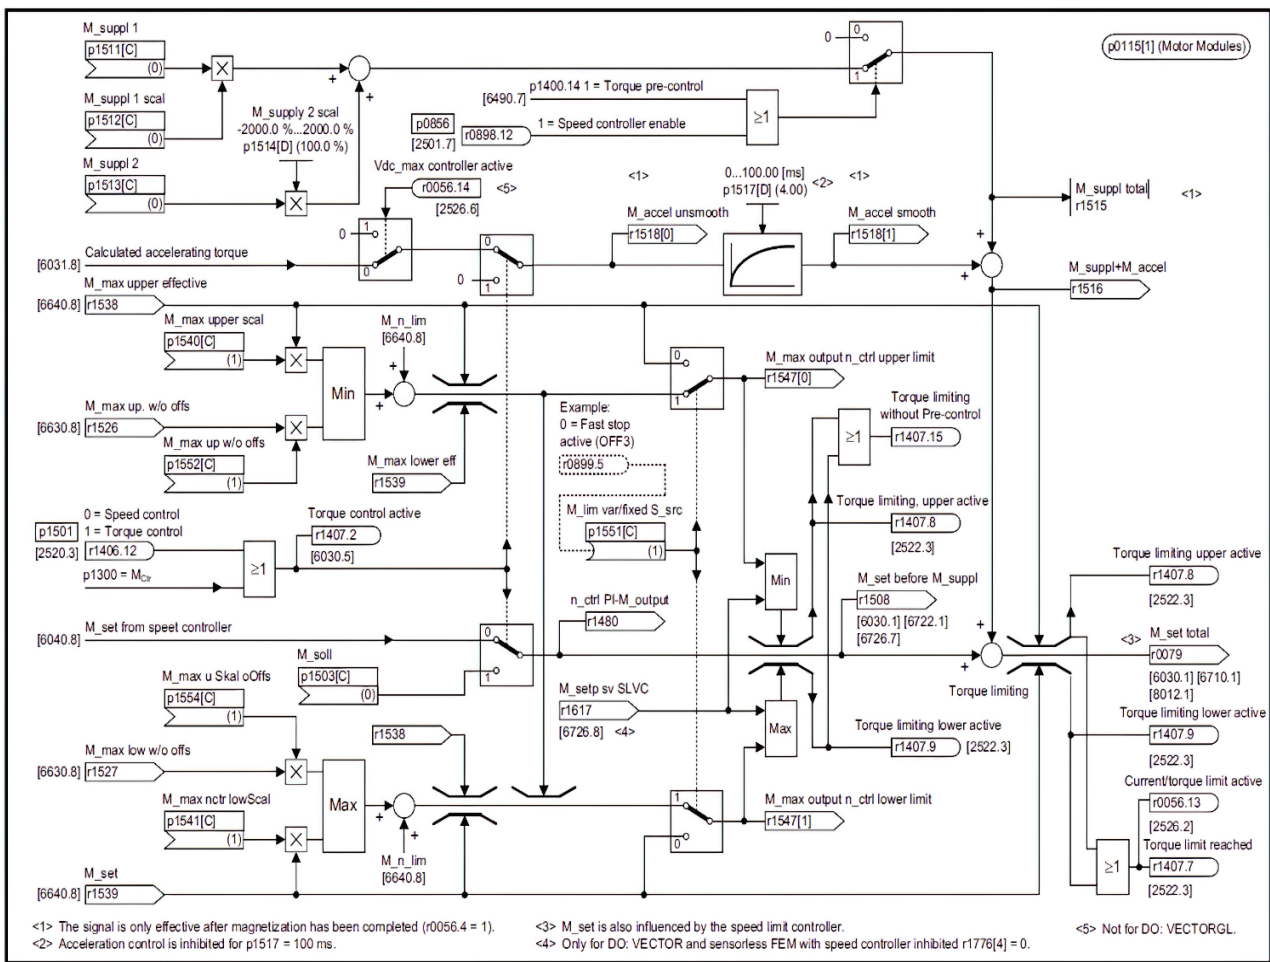 M_suppl 1
p1511[C]
(0)
X
M_suppl 1 scal
p1512[C]
(0)
M_supply 2 scal
-2000.0 %...2000.0 %
p1514[D] (100.0 %)
M_suppl 2
p1513[C]
(0)
X
+
+
0
0
1
p0115[1] (Motor Modules)
p1400.14 1 = Torque pre-control
[6490.7]
p0856
[2501.7]
r0898.12
1 = Speed controller enable
≥1
Vdc_max controller active
r0056.14
<5>
[2526.6]
0
1
0
0
0
1
<1>
M_accel unsmooth
r1518[0]
0...100.00 [ms]
p1517[D] (4.00)
<2>
<1>
M_accel smooth
r1518[1]
M_suppl total
r1515
<1>
+
+
M_suppl+M_accel
r1516
Calculated accelerating torque
[6031.8]
M_max upper effective
[6640.8]
r1538
M_max upper scal
p1540[C]
(1)
X
M_n_lim
[6640.8]
+
+
Min
M_max up. w/o offs
[6630.8]
r1526
X
M_max up w/o offs
p1552[C]
(1)
M_max lower eff
r1539
0
1
M_max output n_ctrl upper limit
r1547[0]
Example:
0 = Fast stop
active (OFF3)
r0899.5
M_lim var/fixed S_src
p1551[C]
(1)
Torque limiting
without Pre-control
≥1
r1407.15
Torque limiting, upper active
r1407.8
[2522.3]
0 = Speed control
p1501
1 = Torque control
[2520.3]
r1406.12
p1300 = M_Ctr
≥1
Torque control active
r1407.2
[6030.5]
Min
n_ctrl PI-M_output
r1480
M_set before M_suppl
r1508
[6030.1] [6722.1]
[6726.7]
Torque limiting upper active
r1407.8
[2522.3]
M_set from speet controller
[6040.8]
0
1
M_soll
p1503[C]
(0)
+
+
<3>
M_set total
r0079
[6030.1] [6710.1]
[8012.1]
Torque limiting
M_setp sv SLVC
r1617
[6726.8]
<4>
Max
Torque limiting lower active
r1407.9
[2522.3]
Torque limiting lower active
r1407.9
[2522.3]
M_max u Skal oOffs
p1554[C]
(1)
M_max low w/o offs
[6630.8]
r1527
X
r1538
Max
M_max nctr lowScal
p1541[C]
(1)
X
+
+
M_n_lim
[6640.8]
1
0
M_max output n_ctrl lower limit
r1547[1]
Current/torque limit active
r0056.13
[2526.2]
Torque limit reached
≥1
r1407.7
[2522.3]
M_set
[6640.8]
r1539
<1> The signal is only effective after magnetization has been completed (r0056.4 = 1).
<2> Acceleration control is inhibited for p1517 = 100 ms.
<3> M_set is also influenced by the speed limit controller.
<4> Only for DO: VECTOR and sensorless FEM with speed controller inhibited r1776[4] = 0.
<5> Not for DO: VECTORGL.